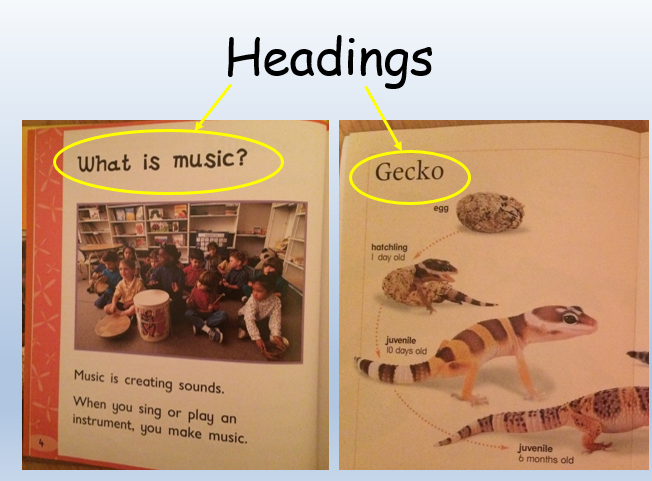 Headings
What is music?
Music is creating sounds.
When you sing or play an
instrument, you make music.
4
Gecko
egg
hatchling
1 day old
juvenile
10 days old
juvenile
6 months old